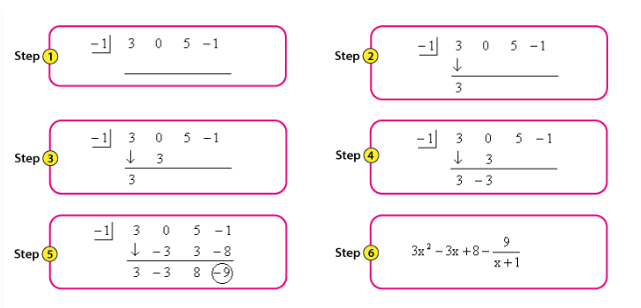 Step 1
-1| 3 0 5 -1
Step 2
-1| 3 0 5 -1
↓
3
Step 3
-1| 3 0 5 -1
↓ 3
3
Step 4
-1| 3 0 5 -1
↓ 3
3 -3
Step 5
-1| 3 0 5 -1
↓ -3 3 -8
3 -3 8 -9
Step 6
3x² - 3x + 8 - 9/(x+1)